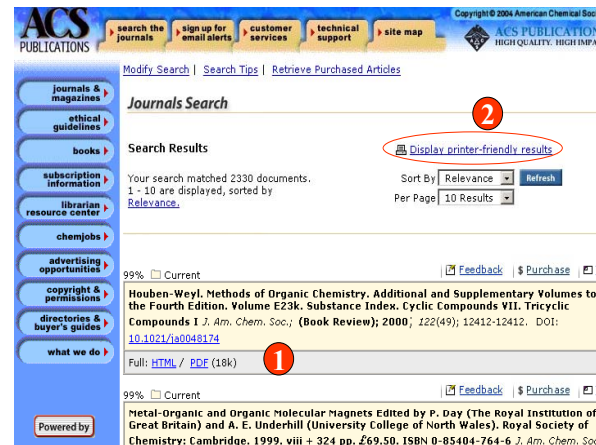 Copyright © 2004 American Chemical Soc
ACS
PUBLICATIONS
search the
journals
sign up for
email alerts
customer
services
technical
support
site map
ACS PUBLICATION
HIGH QUALITY. HIGH IMPA
Modify Search | Search Tips | Retrieve Purchased Articles
journals &
magazines
ethical
guidelines
books
subscription
information
librarian
resource center
chemjobs
advertising
opportunities
copyright &
permissions
directories &
buyer's guides
what we do
Powered by
Journals Search
2
Search Results
Display printer-friendly results
Your search matched 2330 documents.
1 - 10 are displayed, sorted by
Relevance.
Sort By Relevance Refresh
Per Page 10 Results
99% Current
Feedback | $ Purchase |
Houben-Weyl. Methods of Organic Chemistry. Additional and Supplementary Volumes to
the Fourth Edition. Volume E23k. Substance Index. Cyclic Compounds VII. Tricyclic
Compounds I J. Am. Chem. Soc.; (Book Review); 2000; 122(49); 12412-12412. DOI:
10.1021/ja0048174
Full: HTML / PDF (18k)
1
99% Current
Feedback | $ Purchase |
Metal-Organic and Organic Molecular Magnets Edited by P. Day (The Royal Institution of
Great Britain) and A. E. Underhill (University College of North Wales). Royal Society of
Chemistry: Cambridge. 1999. viii + 324 pp. £69.50. ISBN 0-85404-764-6 J. Am. Chem. Soc